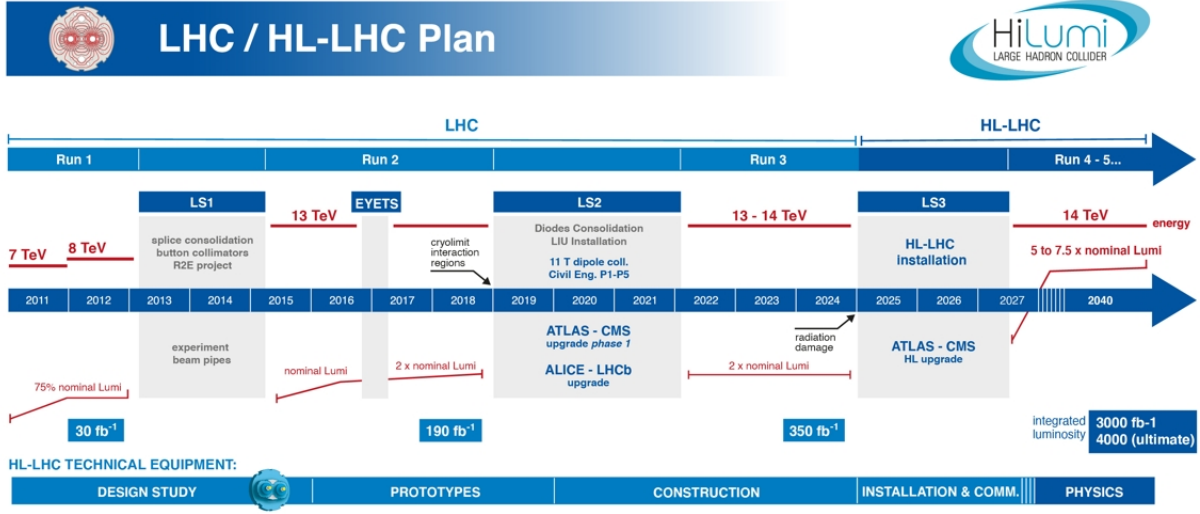 LHC / HL-LHC Plan
HiLumi
LARGE HADRON COLLIDER
LHC
HL-LHC
Run 1
Run 2
Run 3
Run 4 - 5...
LS1
EYETS
LS2
LS3
7 TeV
8 TeV
splice consolidation
button collimators
R2E project
13 TeV
cryolimit
interaction
regions
Diodes Consolidation
LIU Installation
11 T dipole coll.
Civil Eng. P1-P5
13 - 14 TeV
HL-LHC
installation
14 TeV
energy
5 to 7.5 x nominal Lumi
2011
2012
2013
2014
2015
2016
2017
2018
2019
2020
2021
2022
2023
2024
2025
2026
2027
2040
75% nominal Lumi
experiment
beam pipes
nominal Lumi
2 x nominal Lumi
ATLAS - CMS
upgrade phase 1
ALICE - LHCb
upgrade
2 x nominal Lumi
radiation
damage
ATLAS - CMS
HL upgrade
30 fb⁻¹
190 fb⁻¹
350 fb⁻¹
integrated
luminosity
3000 fb-1
4000 (ultimate)
HL-LHC TECHNICAL EQUIPMENT:
DESIGN STUDY
PROTOTYPES
CONSTRUCTION
INSTALLATION & COMM.
PHYSICS